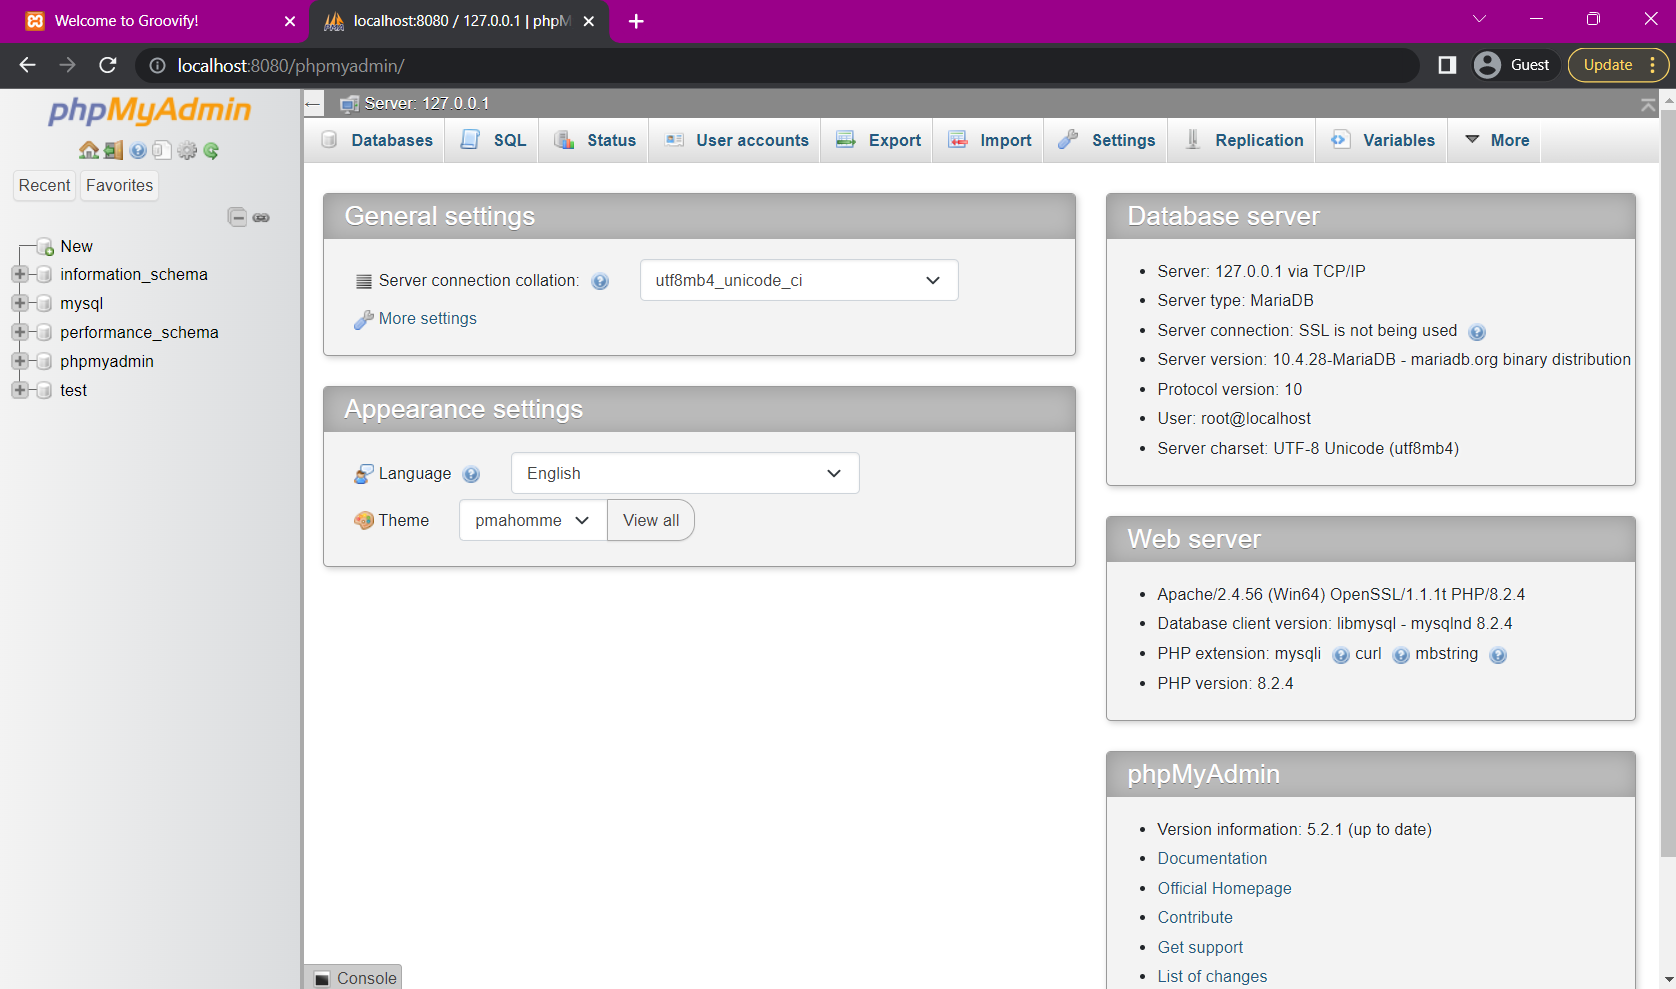 Welcome to Groovify!
localhost:8080 / 127.0.0.1 | phpM
localhost:8080/phpmyadmin/
Guest
Update
phpMyAdmin
Recent
Favorites
New
information_schema
mysql
performance_schema
phpmyadmin
test
Server: 127.0.0.1
Databases
SQL
Status
User accounts
Export
Import
Settings
Replication
Variables
More
General settings
Server connection collation:
utf8mb4_unicode_ci
More settings
Appearance settings
Language
English
Theme
pmahomme
View all
Database server
Server: 127.0.0.1 via TCP/IP
Server type: MariaDB
Server connection: SSL is not being used
Server version: 10.4.28-MariaDB - mariadb.org binary distribution
Protocol version: 10
User: root@localhost
Server charset: UTF-8 Unicode (utf8mb4)
Web server
Apache/2.4.56 (Win64) OpenSSL/1.1.1t PHP/8.2.4
Database client version: libmysql - mysqlnd 8.2.4
PHP extension: mysqli curl mbstring
PHP version: 8.2.4
phpMyAdmin
Version information: 5.2.1 (up to date)
Documentation
Official Homepage
Contribute
Get support
List of changes
Console